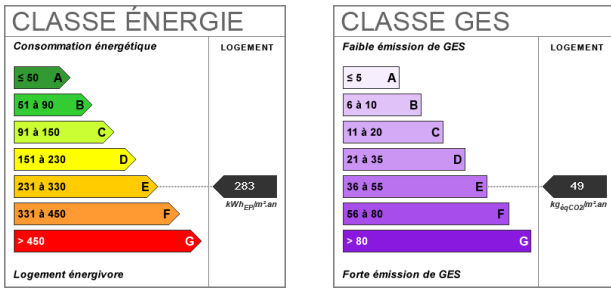 CLASSE ÉNERGIE
Consommation énergétique
LOGEMENT
≤ 50 A
51 à 90 B
91 à 150 C
151 à 230 D
231 à 330 E
283
kWhEP/m².an
331 à 450 F
> 450 G
Logement énergivore
CLASSE GES
Faible émission de GES
LOGEMENT
≤ 5 A
6 à 10 B
11 à 20 C
21 à 35 D
36 à 55 E
49
kgéqCO2/m².an
56 à 80 F
> 80 G
Forte émission de GES